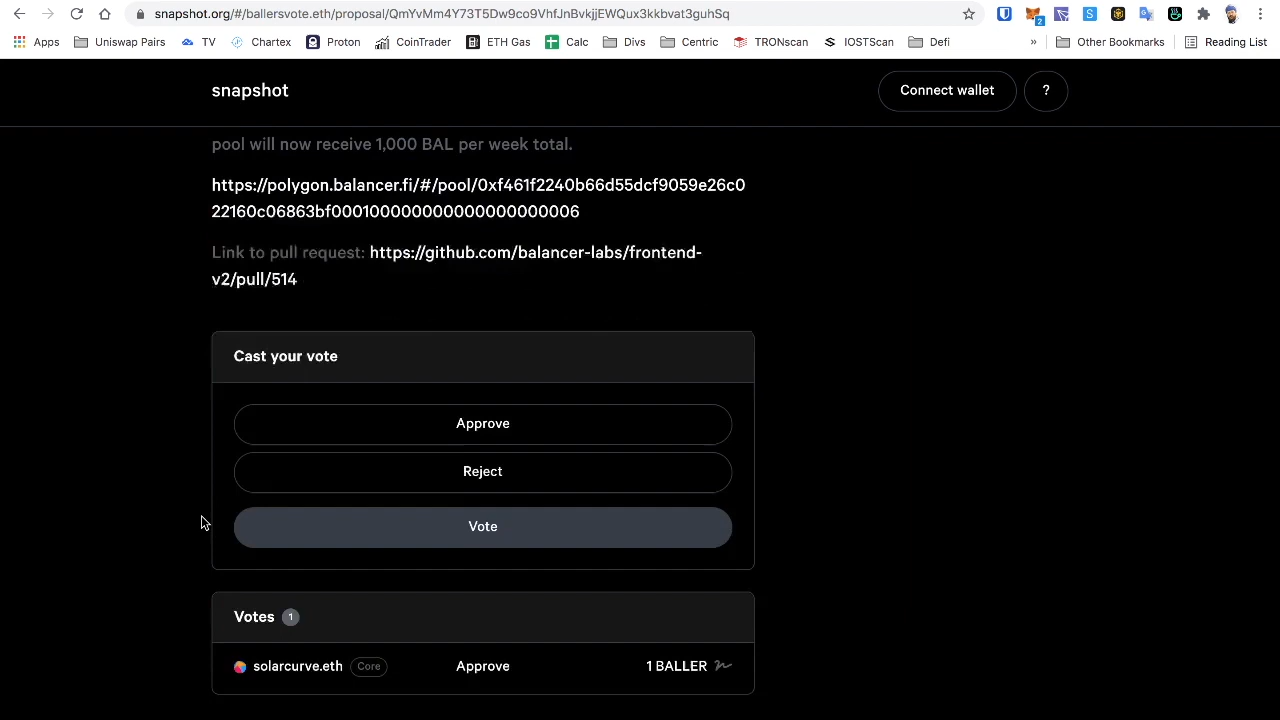 snapshot.org/#/ballersvote.eth/proposal/QmYvMm4Y73T5Dw9co9VhfJnBvkjjEWQux3kkbvat3guhSq
2
Apps Uniswap Pairs TV Chartex Proton CoinTrader ETH Gas Calc Divs Centric TRONscan IOSTScan Defi » Other Bookmarks Reading List
snapshot Connect wallet ?
pool will now receive 1,000 BAL per week total.
https://polygon.balancer.fi/#/pool/0xf461f2240b66d55dcf9059e26c0
22160c06863bf000100000000000000000006
Link to pull request: https://github.com/balancer-labs/frontend-
v2/pull/514
Cast your vote
Approve
Reject
Vote
Votes 1
solarcurve.eth Core Approve 1 BALLER